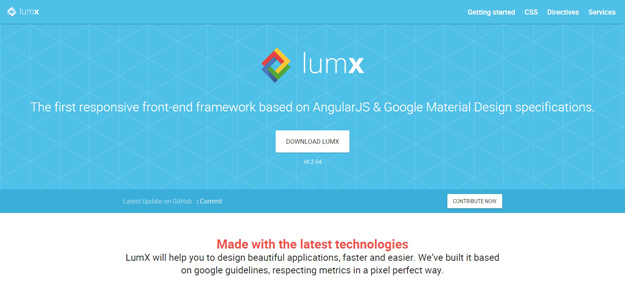 lumx
Getting started CSS Directives Services
lumx
The first responsive front-end framework based on AngularJS & Google Material Design specifications.
DOWNLOAD LUMX
v0.2.54
Latest Update on GitHub : Commit
CONTRIBUTE NOW
Made with the latest technologies
LumX will help you to design beautiful applications, faster and easier. We've built it based
on google guidelines, respecting metrics in a pixel perfect way.